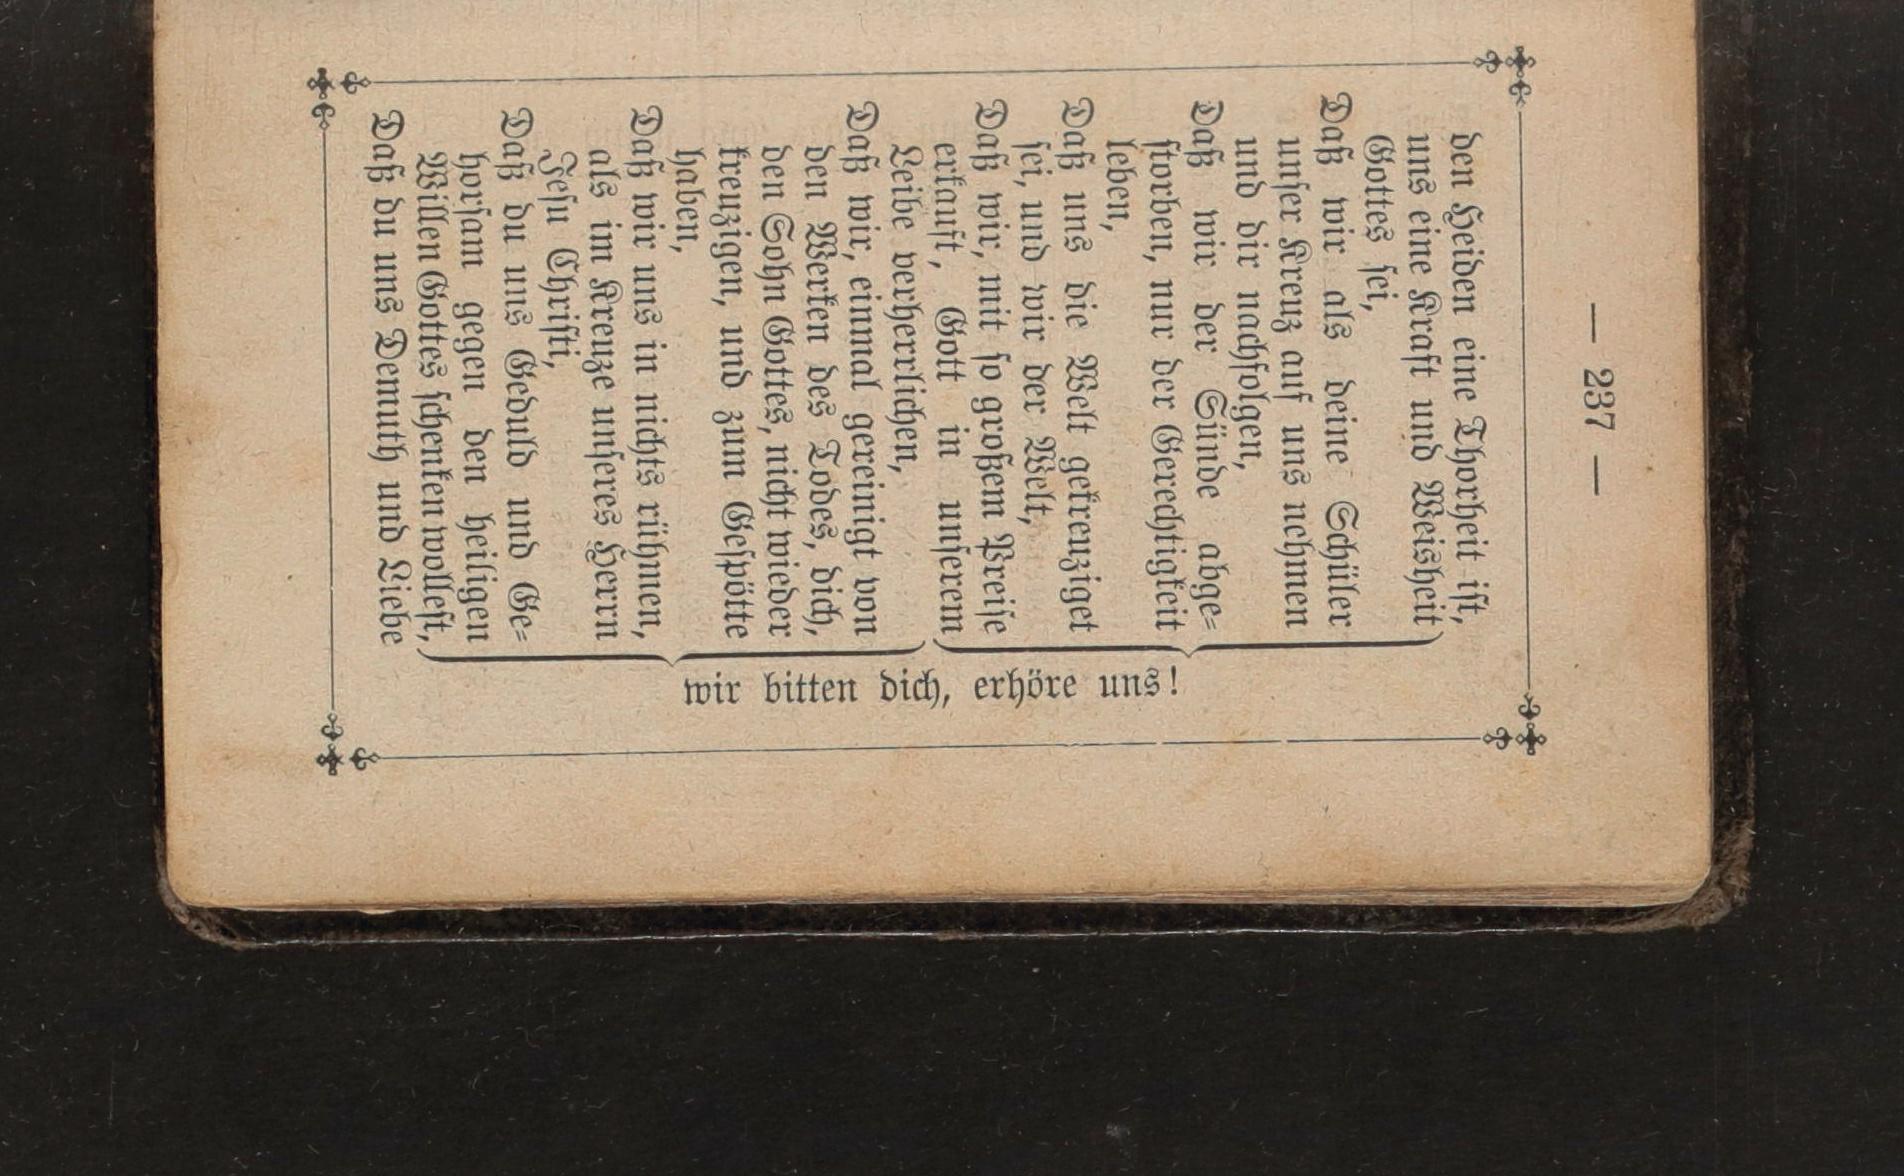 — 237 —
den Heiden eine Thorheit ist,
uns eine Kraft und Weisheit
Gottes sei,
Daß wir als deine Schüler
unser Kreuz auf uns nehmen
und dir nachfolgen,
Daß wir der Sünde abge=
storben, nur der Gerechtigkeit
leben,
Daß uns die Welt gekreuziget
sei, und wir der Welt,
Daß wir, mit so großem Preise
erkauft, Gott in unserem
Leibe verherrlichen,
Daß wir, einmal gereinigt von
den Werken des Todes, dich,
den Sohn Gottes, nicht wieder
kreuzigen, und zum Gespötte
haben,
Daß wir uns in nichts rühmen,
als im Kreuze unseres Herrn
Jesu Christi,
Daß du uns Geduld und Ge=
horsam gegen den heiligen
Willen Gottes schenken wollest,
Daß du uns Demuth und Liebe
wir bitten dich, erhöre uns!